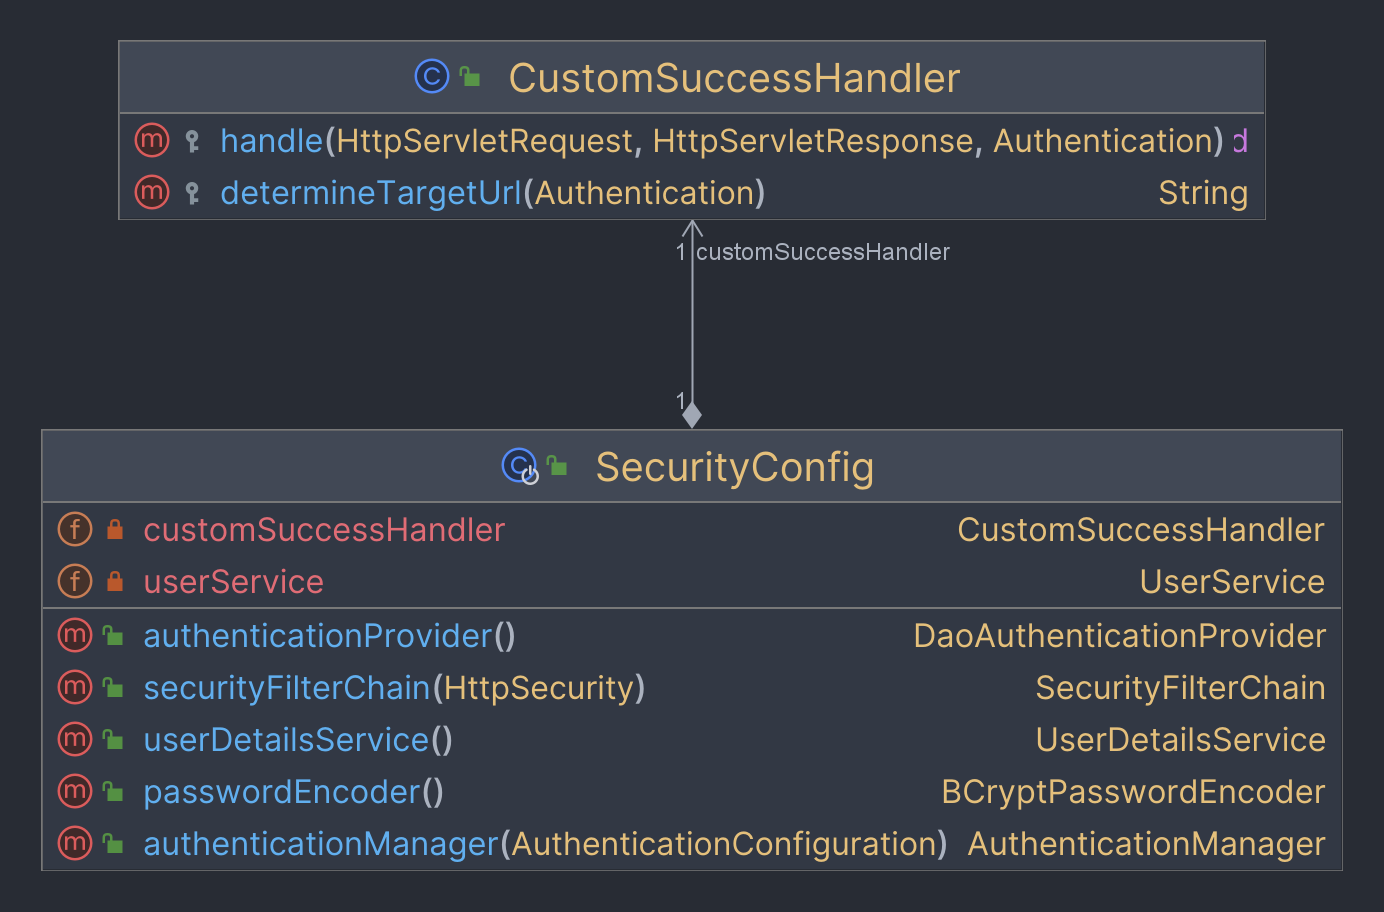 CustomSuccessHandler
handle(HttpServletRequest, HttpServletResponse, Authentication) d
determineTargetUrl(Authentication) String
1 customSuccessHandler
1
SecurityConfig
f customSuccessHandler CustomSuccessHandler
f userService UserService
m authenticationProvider() DaoAuthenticationProvider
m securityFilterChain(HttpSecurity) SecurityFilterChain
m userDetailsService() UserDetailsService
m passwordEncoder() BCryptPasswordEncoder
m authenticationManager(AuthenticationConfiguration) AuthenticationManager